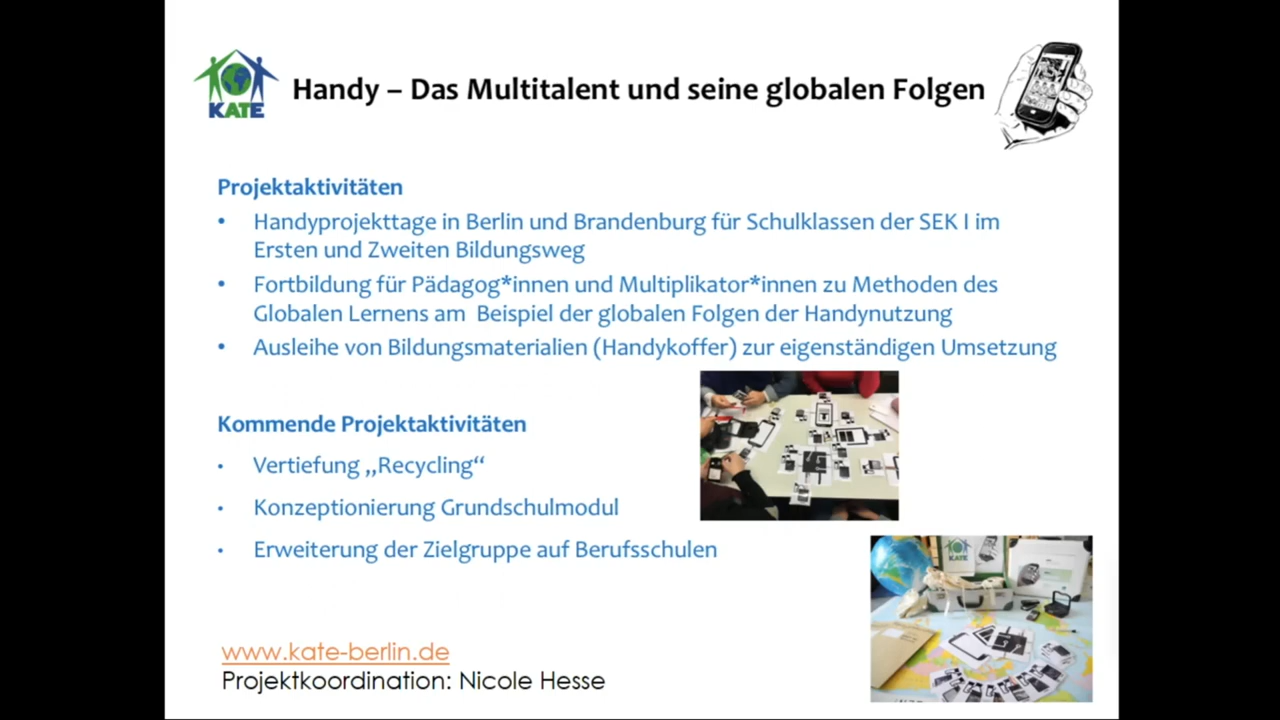 KATE
Handy – Das Multitalent und seine globalen Folgen
Projektaktivitäten
• Handyprojekttage in Berlin und Brandenburg für Schulklassen der SEK I im
Ersten und Zweiten Bildungsweg
• Fortbildung für Pädagog*innen und Multiplikator*innen zu Methoden des
Globalen Lernens am Beispiel der globalen Folgen der Handynutzung
• Ausleihe von Bildungsmaterialien (Handykoffer) zur eigenständigen Umsetzung
Kommende Projektaktivitäten
• Vertiefung „Recycling“
• Konzeptionierung Grundschulmodul
• Erweiterung der Zielgruppe auf Berufsschulen
KATE
www.kate-berlin.de
Projektkoordination: Nicole Hesse